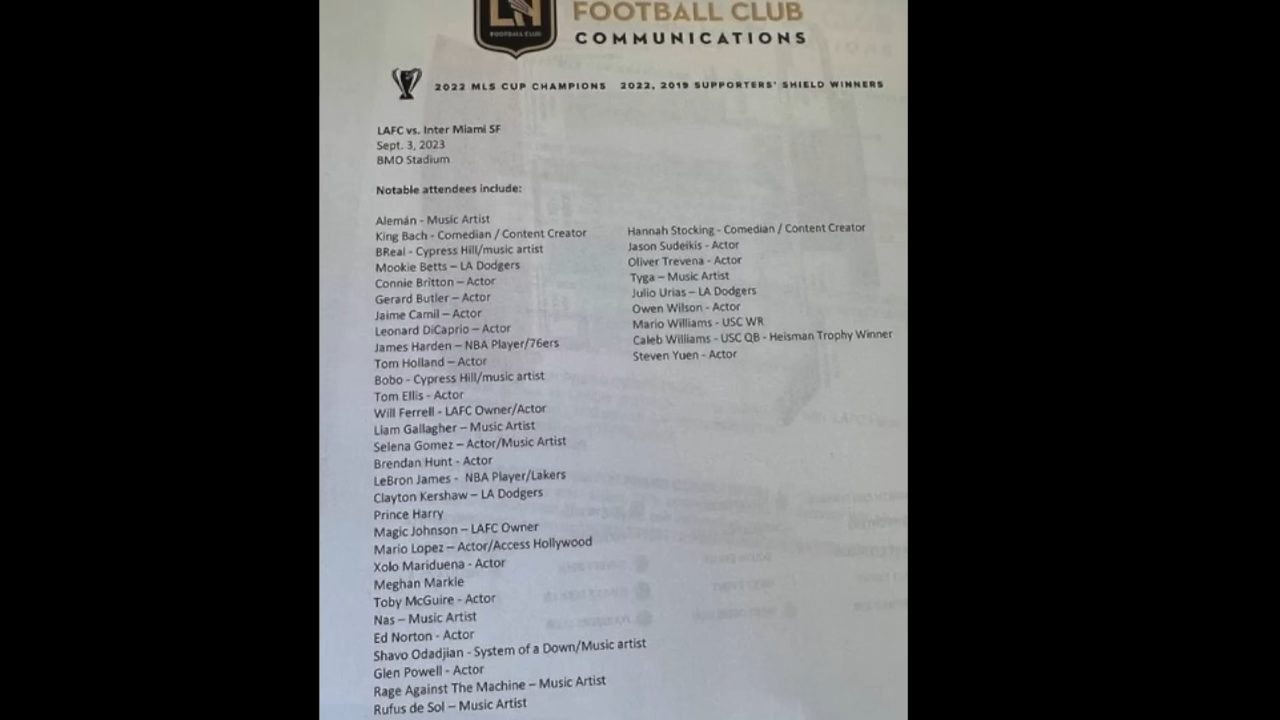 FOOTBALL CLUB
COMMUNICATIONS
LA
FOOTBALL CLUB
2022 MLS CUP CHAMPIONS 2022, 2019 SUPPORTERS' SHIELD WINNERS
LAFC vs. Inter Miami SF
Sept. 3, 2023
BMO Stadium
Notable attendees include:
Alemán - Music Artist
King Bach - Comedian / Content Creator
BReal - Cypress Hill/music artist
Mookie Betts – LA Dodgers
Connie Britton – Actor
Gerard Butler – Actor
Jaime Camil – Actor
Leonard DiCaprio – Actor
James Harden – NBA Player/76ers
Tom Holland – Actor
Bobo - Cypress Hill/music artist
Tom Ellis - Actor
Will Ferrell - LAFC Owner/Actor
Liam Gallagher – Music Artist
Selena Gomez – Actor/Music Artist
Brendan Hunt - Actor
LeBron James - NBA Player/Lakers
Clayton Kershaw – LA Dodgers
Prince Harry
Magic Johnson – LAFC Owner
Mario Lopez – Actor/Access Hollywood
Xolo Mariduena - Actor
Meghan Markle
Toby McGuire - Actor
Nas – Music Artist
Ed Norton - Actor
Shavo Odadjian - System of a Down/Music artist
Glen Powell - Actor
Rage Against The Machine – Music Artist
Rufus de Sol – Music Artist
Hannah Stocking - Comedian / Content Creator
Jason Sudeikis - Actor
Oliver Trevena - Actor
Tyga – Music Artist
Julio Urias – LA Dodgers
Owen Wilson - Actor
Mario Williams - USC WR
Caleb Williams - USC QB - Heisman Trophy Winner
Steven Yuen - Actor